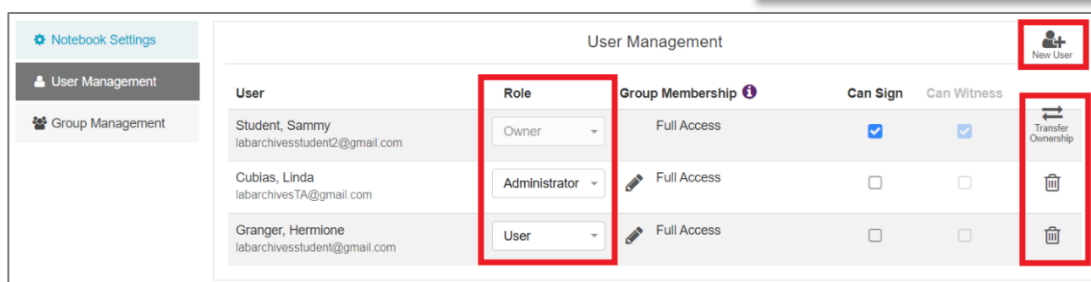 Notebook Settings
User Management
Group Management
User Management
New User
User Role Group Membership Can Sign Can Witness
Student, Sammy Owner Full Access
labarchivesstudent2@gmail.com
Transfer
Ownership
Cubias, Linda Administrator Full Access
labarchivesTA@gmail.com
Granger, Hermione User Full Access
labarchivesstudent@gmail.com